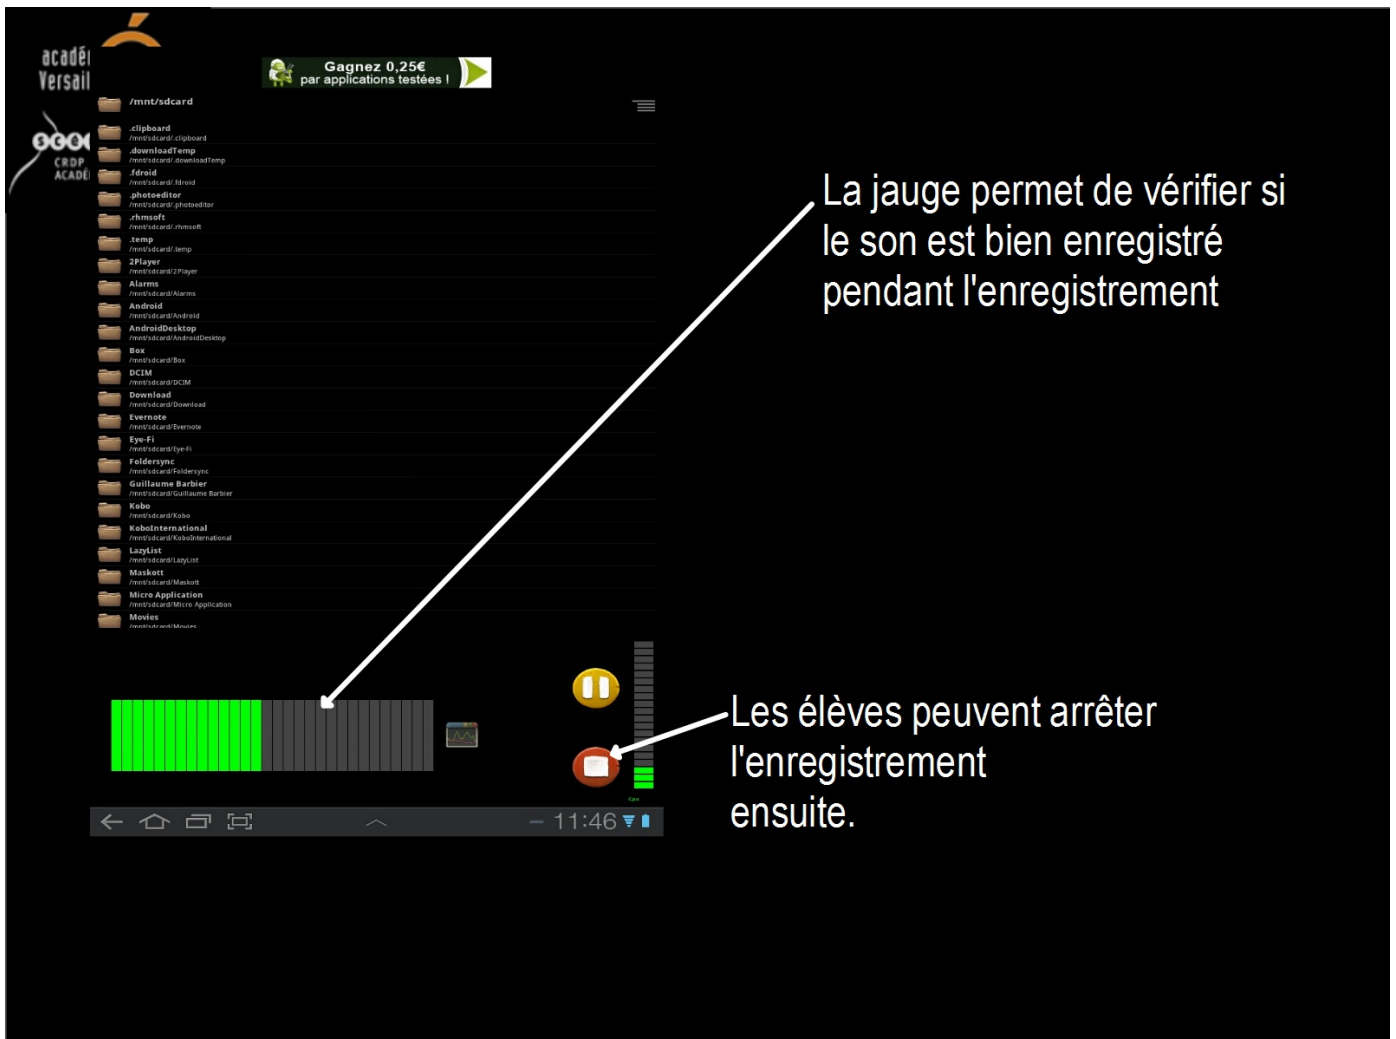 acadé
Versail
CRDP
ACADÉ
Gagnez 0,25€
par applications testées !
/mnt/sdcard
.clipboard
/mnt/sdcard/.clipboard
.downloadTemp
/mnt/sdcard/.downloadTemp
.fdroid
/mnt/sdcard/.fdroid
.photoeditor
/mnt/sdcard/.photoeditor
.rhmsoft
/mnt/sdcard/.rhmsoft
.temp
/mnt/sdcard/.temp
2Player
/mnt/sdcard/2Player
Alarms
/mnt/sdcard/Alarms
Android
/mnt/sdcard/Android
AndroidDesktop
/mnt/sdcard/AndroidDesktop
Box
/mnt/sdcard/Box
DCIM
/mnt/sdcard/DCIM
Download
/mnt/sdcard/Download
Evernote
/mnt/sdcard/Evernote
Eye-Fi
/mnt/sdcard/Eye-Fi
Foldersync
/mnt/sdcard/Foldersync
Guillaume Barbier
/mnt/sdcard/Guillaume Barbier
Kobo
/mnt/sdcard/Kobo
KoboInternational
/mnt/sdcard/KoboInternational
LazyList
/mnt/sdcard/LazyList
Maskott
/mnt/sdcard/Maskott
Micro Application
/mnt/sdcard/Micro Application
Movies
/mnt/sdcard/Movies
La jauge permet de vérifier si
le son est bien enregistré
pendant l'enregistrement
Les élèves peuvent arrêter
l'enregistrement
ensuite.
11:46